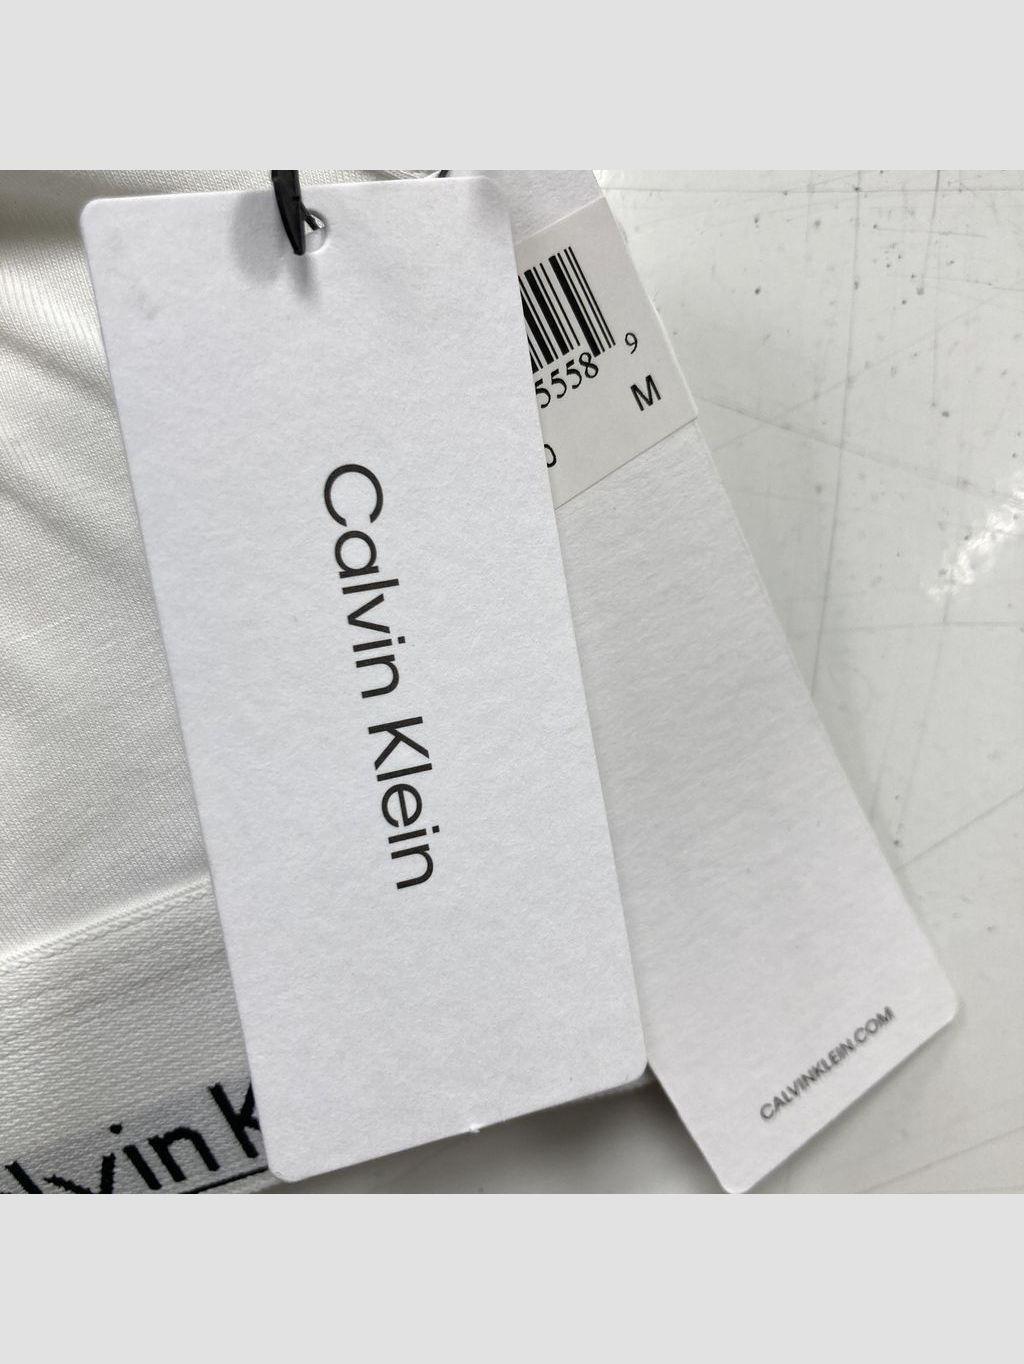 Calvin Klein
5558 9
M
CALVINKLEIN.COM
lvin K